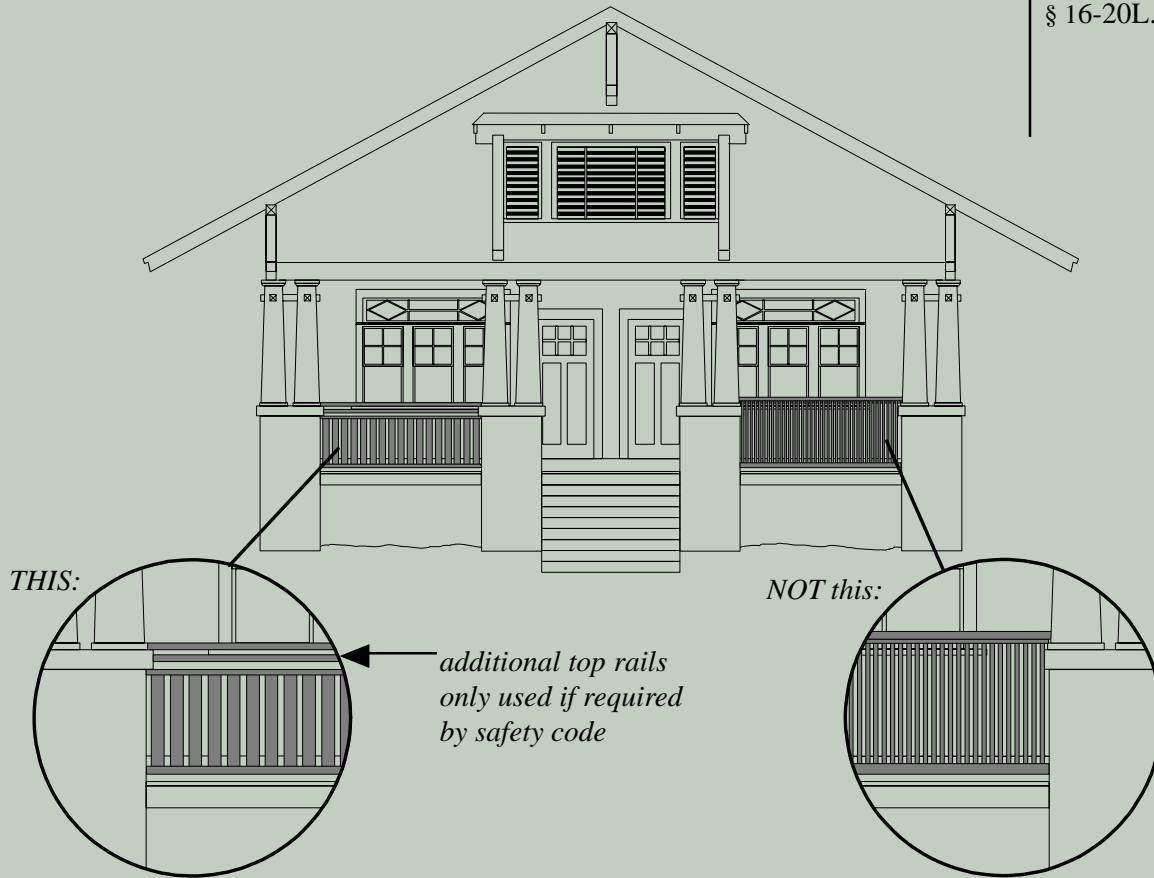 § 16-20L.
THIS:
NOT this:
additional top rails
only used if required
by safety code